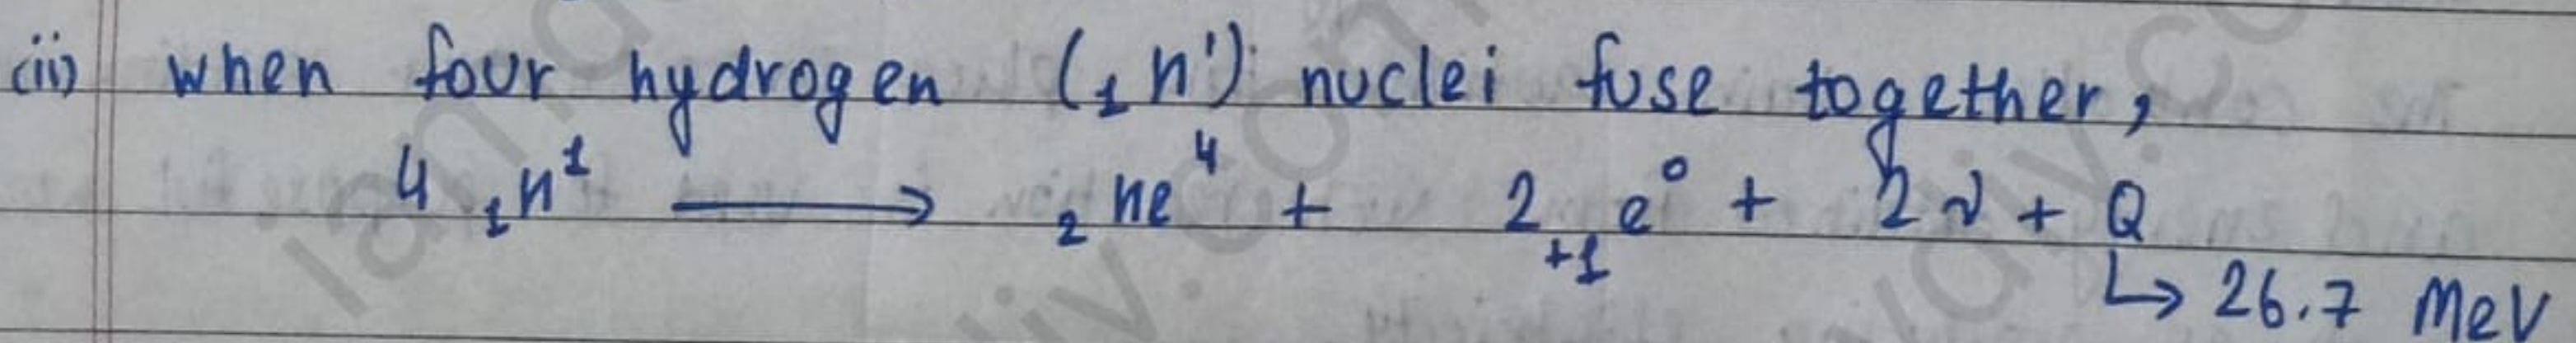 (ii) when four hydrogen (₁H¹) nuclei fuse together,
4 ₁H¹ ⟶ ₂He⁴ + 2 ₊₁e⁰ + 2ν + Q
↳ 26.7 MeV